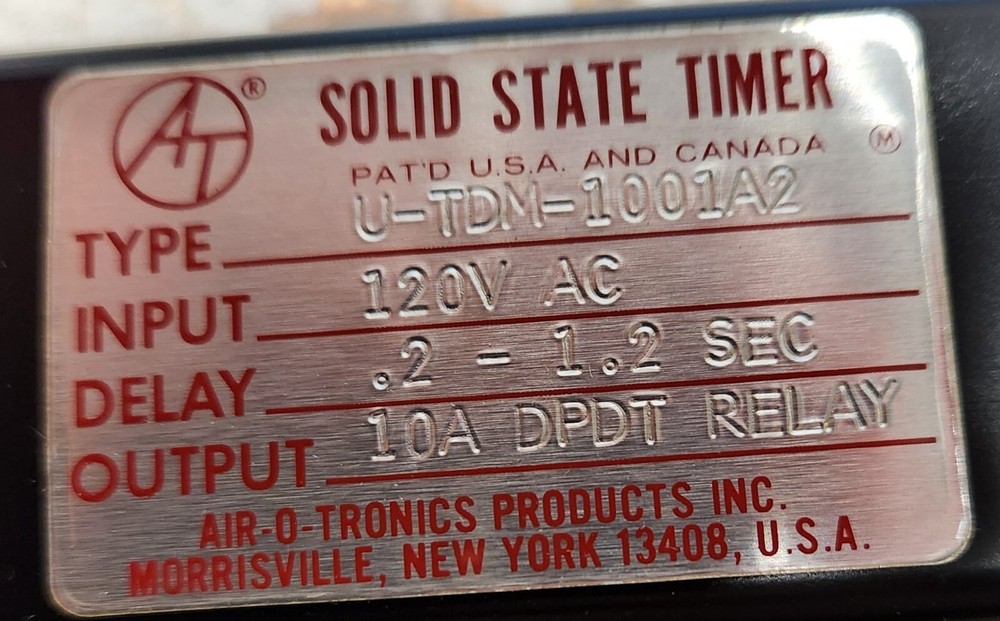 AT ®
SOLID STATE TIMER
PAT'D U.S.A. AND CANADA M
TYPE U-TDM-1001A2
INPUT 120V AC
DELAY .2 - 1.2 SEC
OUTPUT 10A DPDT RELAY
AIR-O-TRONICS PRODUCTS INC.
MORRISVILLE, NEW YORK 13408, U.S.A.